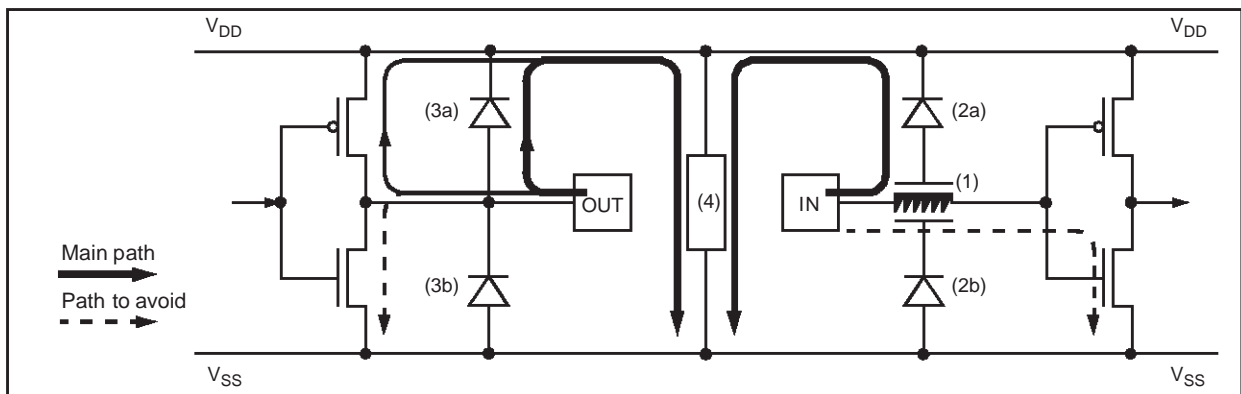 VDD
VDD
(3a)
(2a)
(1)
OUT
(4)
IN
Main path
(3b)
(2b)
Path to avoid
VSS
VSS